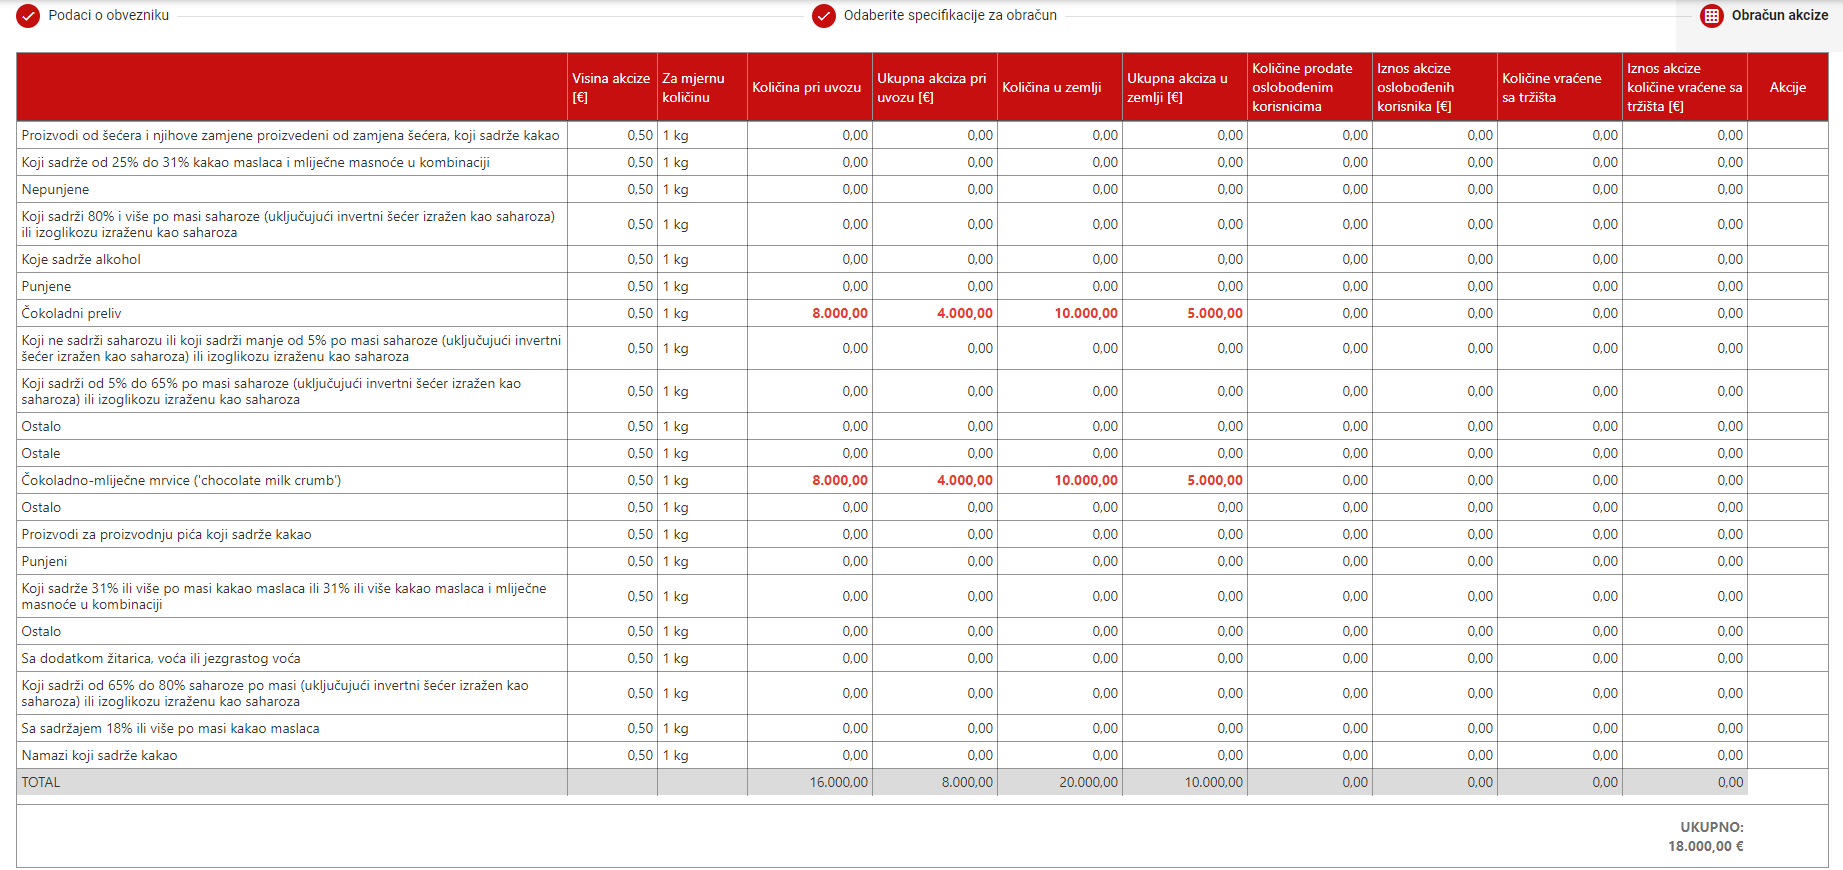 Podaci o obvezniku
Odaberite specifikacije za obračun
Obračun akcize
Visina akcize [€] Za mjernu količinu Količina pri uvozu Ukupna akciza pri uvozu [€] Količina u zemlji Ukupna akciza u zemlji [€] Količine prodate oslobođenim korisnicima Iznos akcize oslobođenih korisnika [€] Količine vraćene sa tržišta Iznos akcize količine vraćene sa tržišta [€] Akcije
Proizvodi od šećera i njihove zamjene proizvedeni od zamjena šećera, koji sadrže kakao 0,50 1 kg 0,00 0,00 0,00 0,00 0,00 0,00 0,00 0,00
Koji sadrže od 25% do 31% kakao maslaca i mliječne masnoće u kombinaciji 0,50 1 kg 0,00 0,00 0,00 0,00 0,00 0,00 0,00 0,00
Nepunjene 0,50 1 kg 0,00 0,00 0,00 0,00 0,00 0,00 0,00 0,00
Koji sadrži 80% i više po masi saharoze (uključujući invertni šećer izražen kao saharoza)
ili izoglikozu izraženu kao saharoza 0,50 1 kg 0,00 0,00 0,00 0,00 0,00 0,00 0,00 0,00
Koje sadrže alkohol 0,50 1 kg 0,00 0,00 0,00 0,00 0,00 0,00 0,00 0,00
Punjene 0,50 1 kg 0,00 0,00 0,00 0,00 0,00 0,00 0,00 0,00
Čokoladni preliv 0,50 1 kg 8.000,00 4.000,00 10.000,00 5.000,00 0,00 0,00 0,00 0,00
Koji ne sadrži saharozu ili koji sadrži manje od 5% po masi saharoze (uključujući invertni
šećer izražen kao saharoza) ili izoglikozu izraženu kao saharoza 0,50 1 kg 0,00 0,00 0,00 0,00 0,00 0,00 0,00 0,00
Koji sadrži od 5% do 65% po masi saharoze (uključujući invertni šećer izražen kao
saharoza) ili izoglikozu izraženu kao saharoza 0,50 1 kg 0,00 0,00 0,00 0,00 0,00 0,00 0,00 0,00
Ostalo 0,50 1 kg 0,00 0,00 0,00 0,00 0,00 0,00 0,00 0,00
Ostale 0,50 1 kg 0,00 0,00 0,00 0,00 0,00 0,00 0,00 0,00
Čokoladno-mliječne mrvice ('chocolate milk crumb') 0,50 1 kg 8.000,00 4.000,00 10.000,00 5.000,00 0,00 0,00 0,00 0,00
Ostalo 0,50 1 kg 0,00 0,00 0,00 0,00 0,00 0,00 0,00 0,00
Proizvodi za proizvodnju pića koji sadrže kakao 0,50 1 kg 0,00 0,00 0,00 0,00 0,00 0,00 0,00 0,00
Punjeni 0,50 1 kg 0,00 0,00 0,00 0,00 0,00 0,00 0,00 0,00
Koji sadrže 31% ili više po masi kakao maslaca ili 31% ili više kakao maslaca i mliječne
masnoće u kombinaciji 0,50 1 kg 0,00 0,00 0,00 0,00 0,00 0,00 0,00 0,00
Ostalo 0,50 1 kg 0,00 0,00 0,00 0,00 0,00 0,00 0,00 0,00
Sa dodatkom žitarica, voća ili jezgrastog voća 0,50 1 kg 0,00 0,00 0,00 0,00 0,00 0,00 0,00 0,00
Koji sadrži od 65% do 80% saharoze po masi (uključujući invertni šećer izražen kao
saharoza) ili izoglikozu izraženu kao saharoza 0,50 1 kg 0,00 0,00 0,00 0,00 0,00 0,00 0,00 0,00
Sa sadržajem 18% ili više po masi kakao maslaca 0,50 1 kg 0,00 0,00 0,00 0,00 0,00 0,00 0,00 0,00
Namazi koji sadrže kakao 0,50 1 kg 0,00 0,00 0,00 0,00 0,00 0,00 0,00 0,00
TOTAL 16.000,00 8.000,00 20.000,00 10.000,00 0,00 0,00 0,00 0,00
UKUPNO:
18.000,00 €